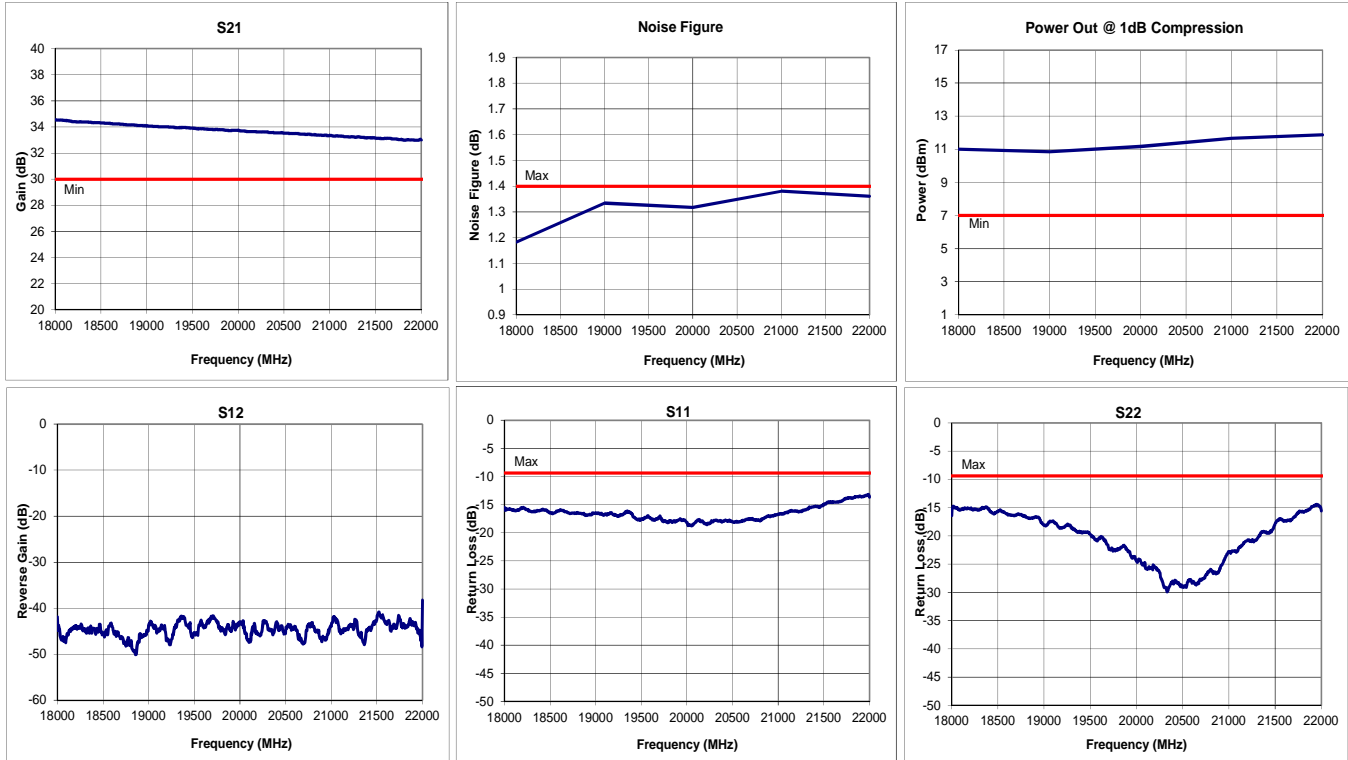 S21
Gain (dB)
40
38
36
34
32
30
28
26
24
22
20
Min
18000 18500 19000 19500 20000 20500 21000 21500 22000
Frequency (MHz)
Noise Figure
Noise Figure (dB)
1.9
1.8
1.7
1.6
1.5
1.4
1.3
1.2
1.1
1
0.9
Max
18000 18500 19000 19500 20000 20500 21000 21500 22000
Frequency (MHz)
Power Out @ 1dB Compression
Power (dBm)
17
15
13
11
9
7
5
3
1
Min
18000 18500 19000 19500 20000 20500 21000 21500 22000
Frequency (MHz)
S12
Reverse Gain (dB)
0
-10
-20
-30
-40
-50
-60
18000 18500 19000 19500 20000 20500 21000 21500 22000
Frequency (MHz)
S11
Return Loss (dB)
0
-5
-10
-15
-20
-25
-30
-35
-40
-45
-50
Max
18000 18500 19000 19500 20000 20500 21000 21500 22000
Frequency (MHz)
S22
Return Loss (dB)
0
-5
-10
-15
-20
-25
-30
-35
-40
-45
-50
Max
18000 18500 19000 19500 20000 20500 21000 21500 22000
Frequency (MHz)